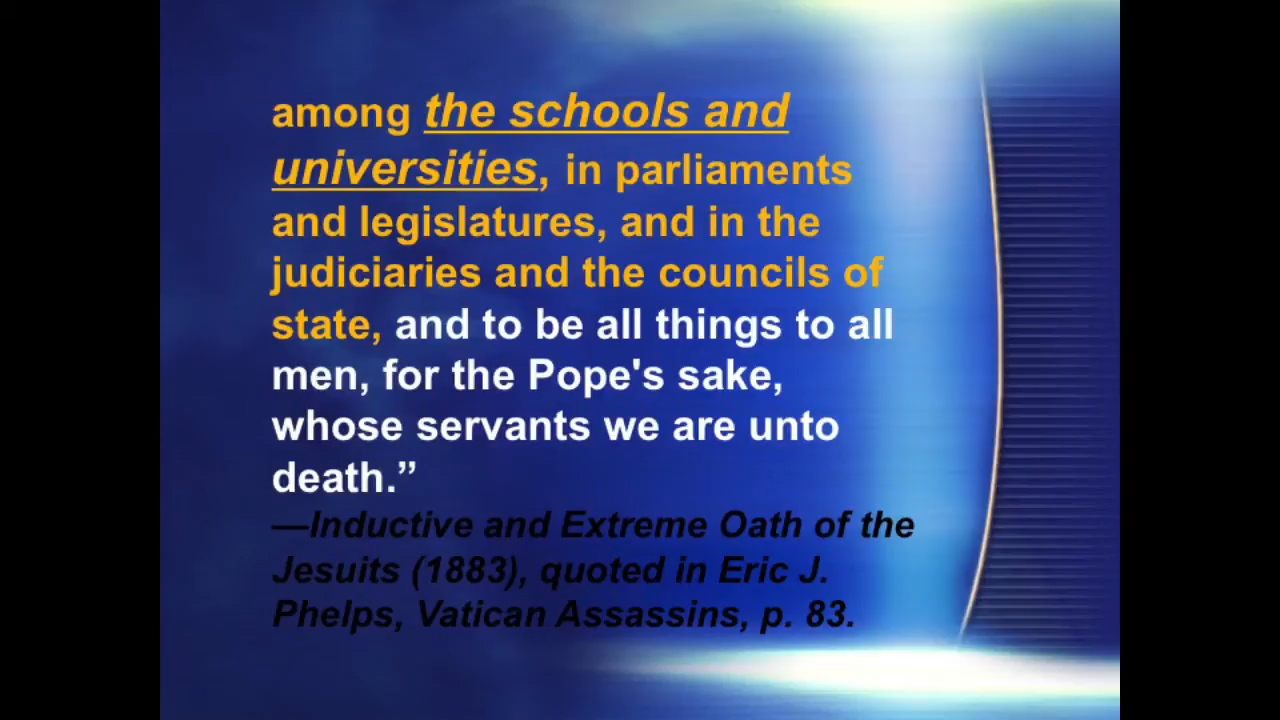 among the schools and
universities, in parliaments
and legislatures, and in the
judiciaries and the councils of
state, and to be all things to all
men, for the Pope's sake,
whose servants we are unto
death.”
—Inductive and Extreme Oath of the
Jesuits (1883), quoted in Eric J.
Phelps, Vatican Assassins, p. 83.